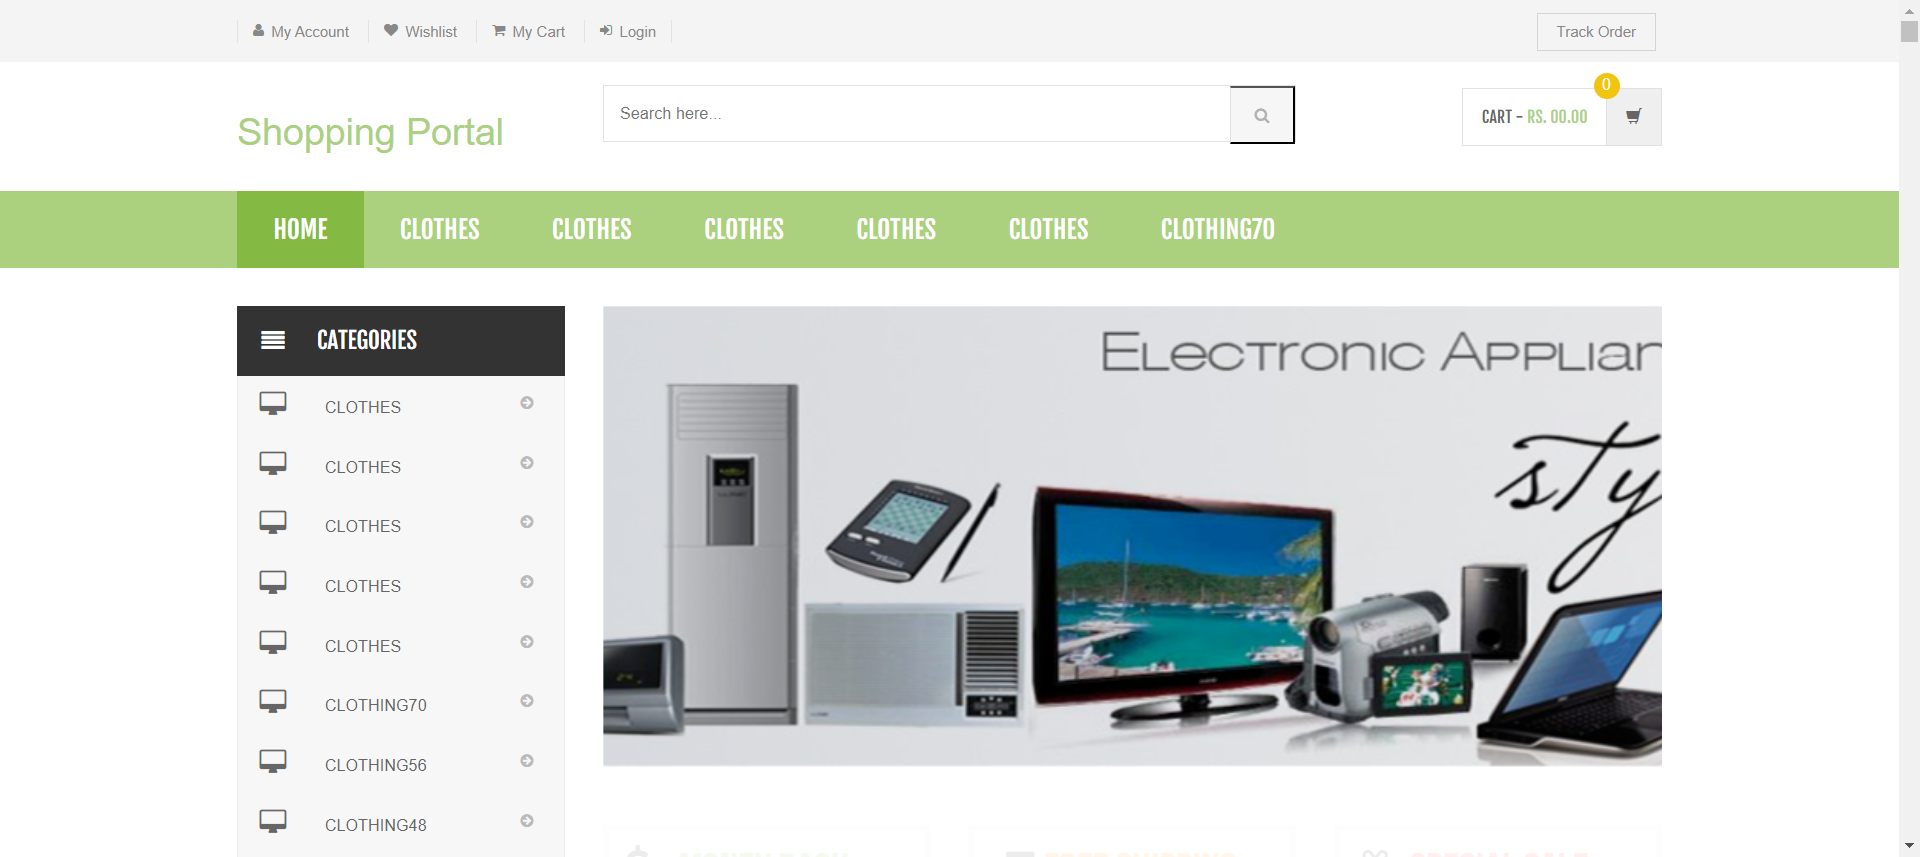 My Account
Wishlist
My Cart
Login
Track Order
Shopping Portal
Search here...
CART - RS. 00.00
0
HOME
CLOTHES
CLOTHES
CLOTHES
CLOTHES
CLOTHES
CLOTHING70
CATEGORIES
CLOTHES
CLOTHES
CLOTHES
CLOTHES
CLOTHES
CLOTHING70
CLOTHING56
CLOTHING48
Electronic Applian
sty